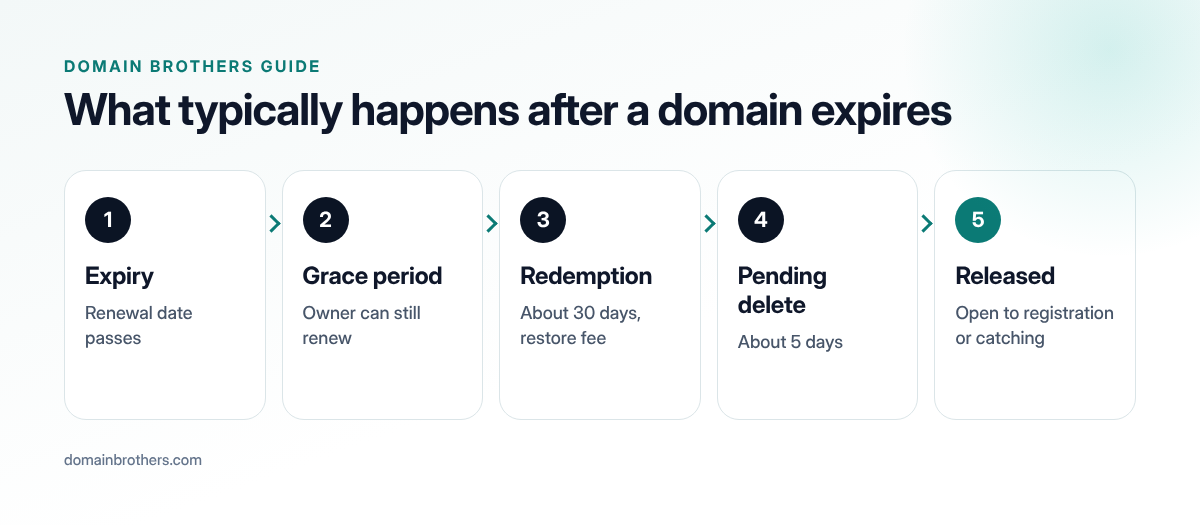 DOMAIN BROTHERS GUIDE
What typically happens after a domain expires
1
Expiry
Renewal date
passes
2
Grace period
Owner can still
renew
3
Redemption
About 30 days,
restore fee
4
Pending
delete
About 5 days
5
Released
Open to registration
or catching
domainbrothers.com